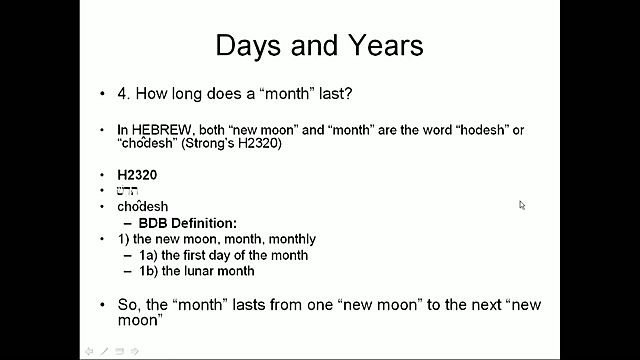 Days and Years
• 4. How long does a “month” last?
• In HEBREW, both “new moon” and “month” are the word “hodesh” or
“chôdesh” (Strong’s H2320)
• H2320
• חדשׁ
• chôdesh
– BDB Definition:
• 1) the new moon, month, monthly
– 1a) the first day of the month
– 1b) the lunar month
• So, the “month” lasts from one “new moon” to the next “new
moon”